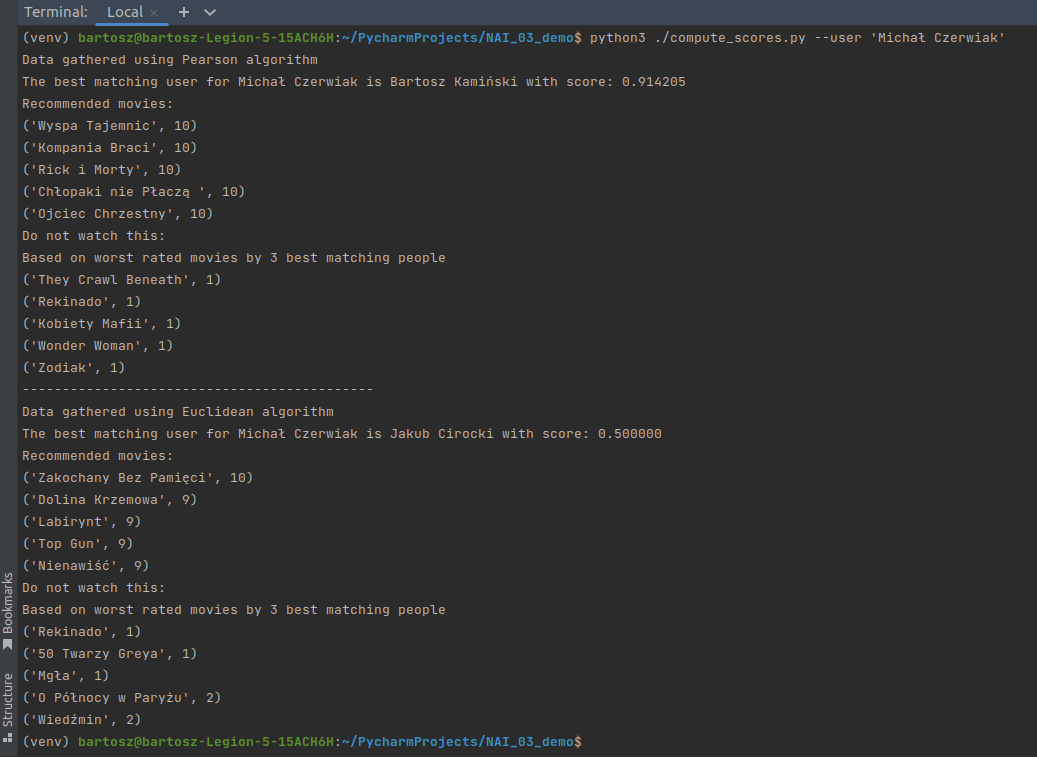 Terminal: Local × +
(venv) bartosz@bartosz-Legion-5-15ACH6H:~/PycharmProjects/NAI_03_demo$ python3 ./compute_scores.py --user 'Michał Czerwiak'
Data gathered using Pearson algorithm
The best matching user for Michał Czerwiak is Bartosz Kamiński with score: 0.914205
Recommended movies:
('Wyspa Tajemnic', 10)
('Kompania Braci', 10)
('Rick i Morty', 10)
('Chłopaki nie Płaczą ', 10)
('Ojciec Chrzestny', 10)
Do not watch this:
Based on worst rated movies by 3 best matching people
('They Crawl Beneath', 1)
('Rekinado', 1)
('Kobiety Mafii', 1)
('Wonder Woman', 1)
('Zodiak', 1)
--------------------------------------------
Data gathered using Euclidean algorithm
The best matching user for Michał Czerwiak is Jakub Cirocki with score: 0.500000
Recommended movies:
('Zakochany Bez Pamięci', 10)
('Dolina Krzemowa', 9)
('Labirynt', 9)
('Top Gun', 9)
('Nienawiść', 9)
Do not watch this:
Based on worst rated movies by 3 best matching people
('Rekinado', 1)
('50 Twarzy Greya', 1)
('Mgła', 1)
('O Północy w Paryżu', 2)
('Wiedźmin', 2)
(venv) bartosz@bartosz-Legion-5-15ACH6H:~/PycharmProjects/NAI_03_demo$
Bookmarks
Structure